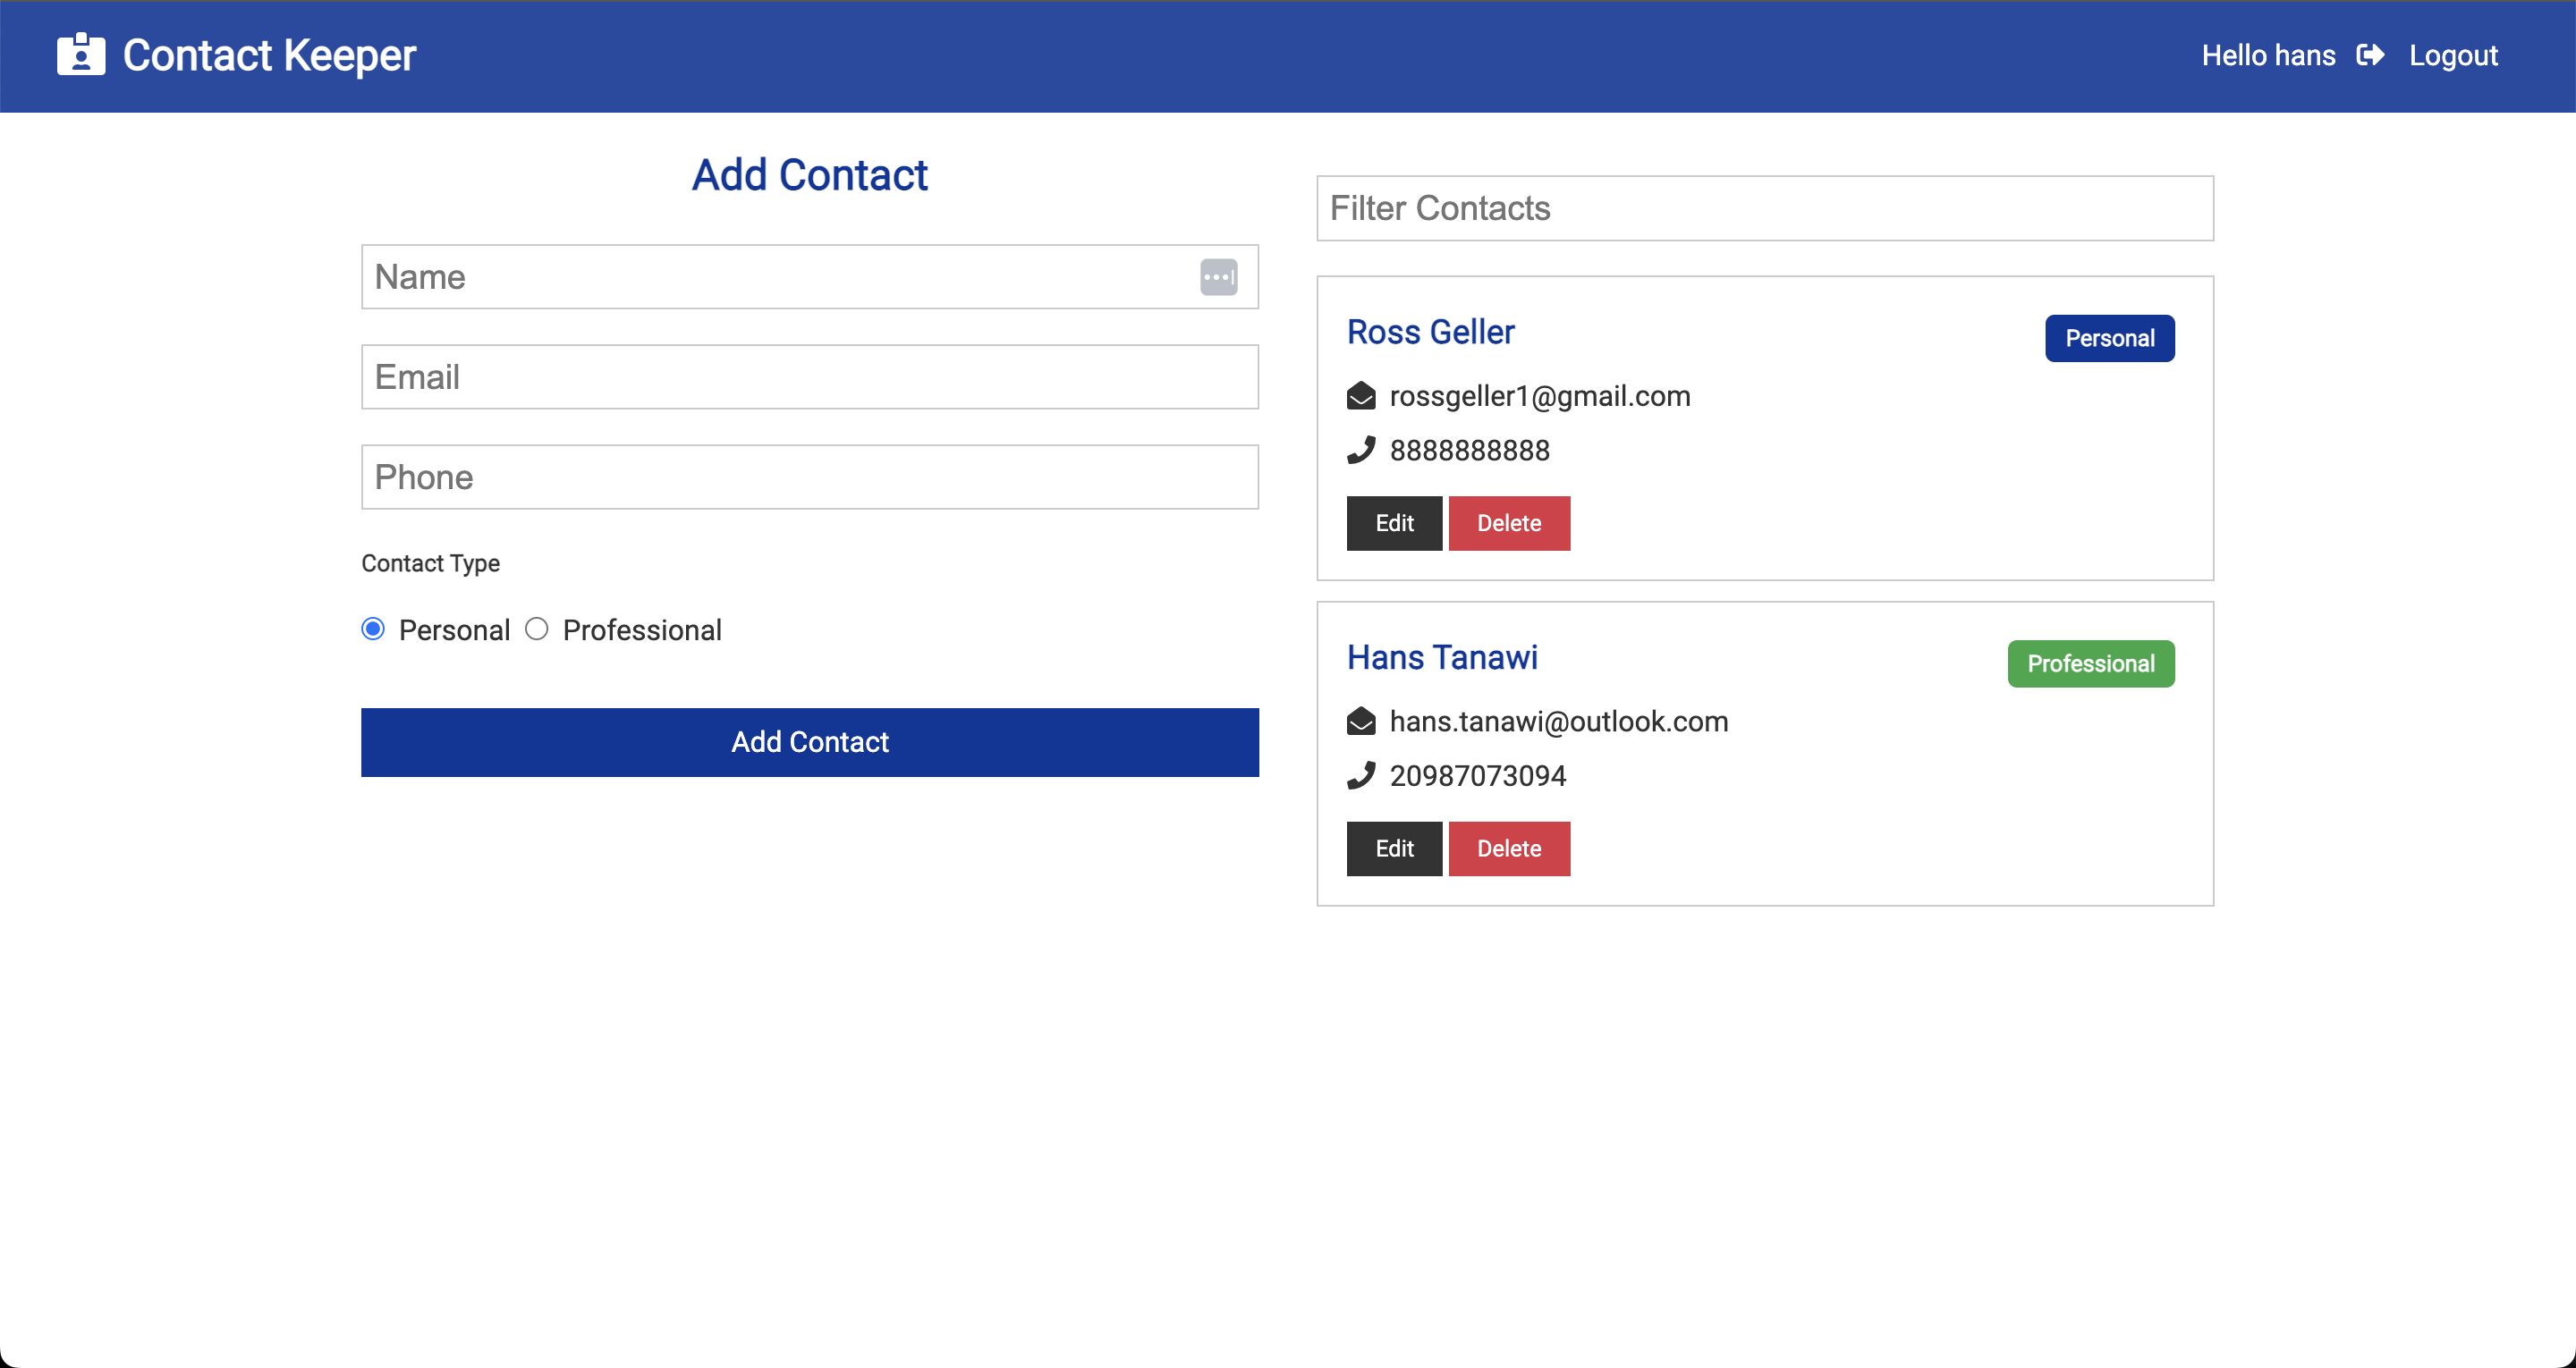 Contact Keeper
Hello hans Logout
Add Contact
Name
Email
Phone
Contact Type
Personal Professional
Add Contact
Filter Contacts
Ross Geller
Personal
rossgeller1@gmail.com
8888888888
Edit Delete
Hans Tanawi
Professional
hans.tanawi@outlook.com
20987073094
Edit Delete